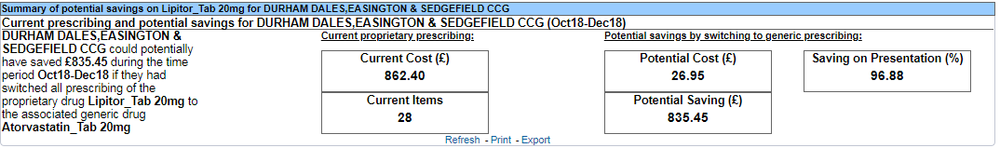 Summary of potential savings on Lipitor_Tab 20mg for DURHAM DALES,EASINGTON & SEDGEFIELD CCG
Current prescribing and potential savings for DURHAM DALES,EASINGTON & SEDGEFIELD CCG (Oct18-Dec18)
DURHAM DALES,EASINGTON &
SEDGEFIELD CCG could potentially
have saved £835.45 during the time
period Oct18-Dec18 if they had
switched all prescribing of the
proprietary drug Lipitor_Tab 20mg to
the associated generic drug
Atorvastatin_Tab 20mg
Current proprietary prescribing:
Current Cost (£)
862.40
Current Items
28
Potential savings by switching to generic prescribing:
Potential Cost (£)
26.95
Potential Saving (£)
835.45
Saving on Presentation (%)
96.88
Refresh - Print - Export